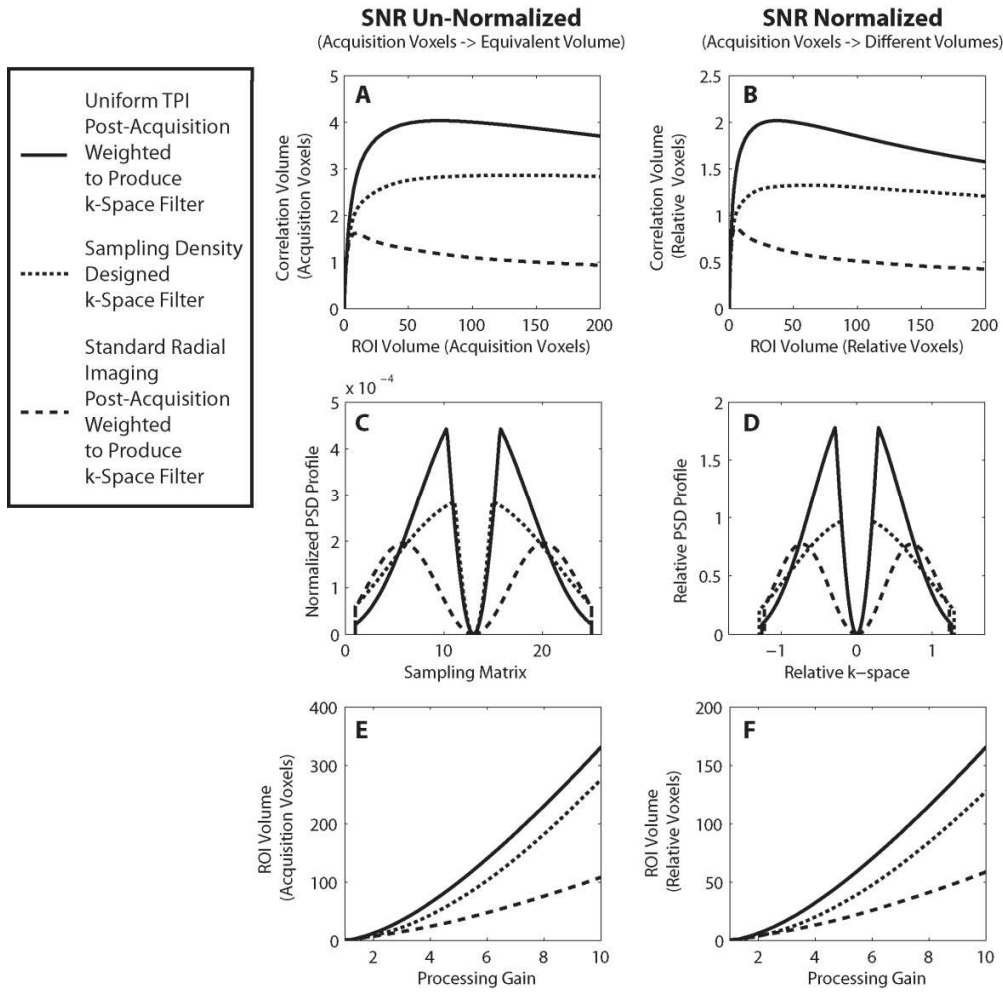 SNR Un-Normalized
(Acquisition Voxels -> Equivalent Volume)
SNR Normalized
(Acquisition Voxels -> Different Volumes)
Uniform TPI
Post-Acquisition
Weighted
to Produce
k-Space Filter
Sampling Density
Designed
k-Space Filter
Standard Radial
Imaging
Post-Acquisition
Weighted
to Produce
k-Space Filter
A
Correlation Volume
(Acquisition Voxels)
5
4
3
2
1
0
0 50 100 150 200
ROI Volume (Acquisition Voxels)
B
Correlation Volume
(Relative Voxels)
2.5
2
1.5
1
0.5
0
0 50 100 150 200
ROI Volume (Relative Voxels)
C
x 10 −4
Normalized PSD Profile
5
4
3
2
1
0
0 10 20
Sampling Matrix
D
Relative PSD Profile
2
1.5
1
0.5
0
−1 0 1
Relative k−space
E
ROI Volume
(Acquisition Voxels)
400
300
200
100
0
2 4 6 8 10
Processing Gain
F
ROI Volume
(Relative Voxels)
200
150
100
50
0
2 4 6 8 10
Processing Gain